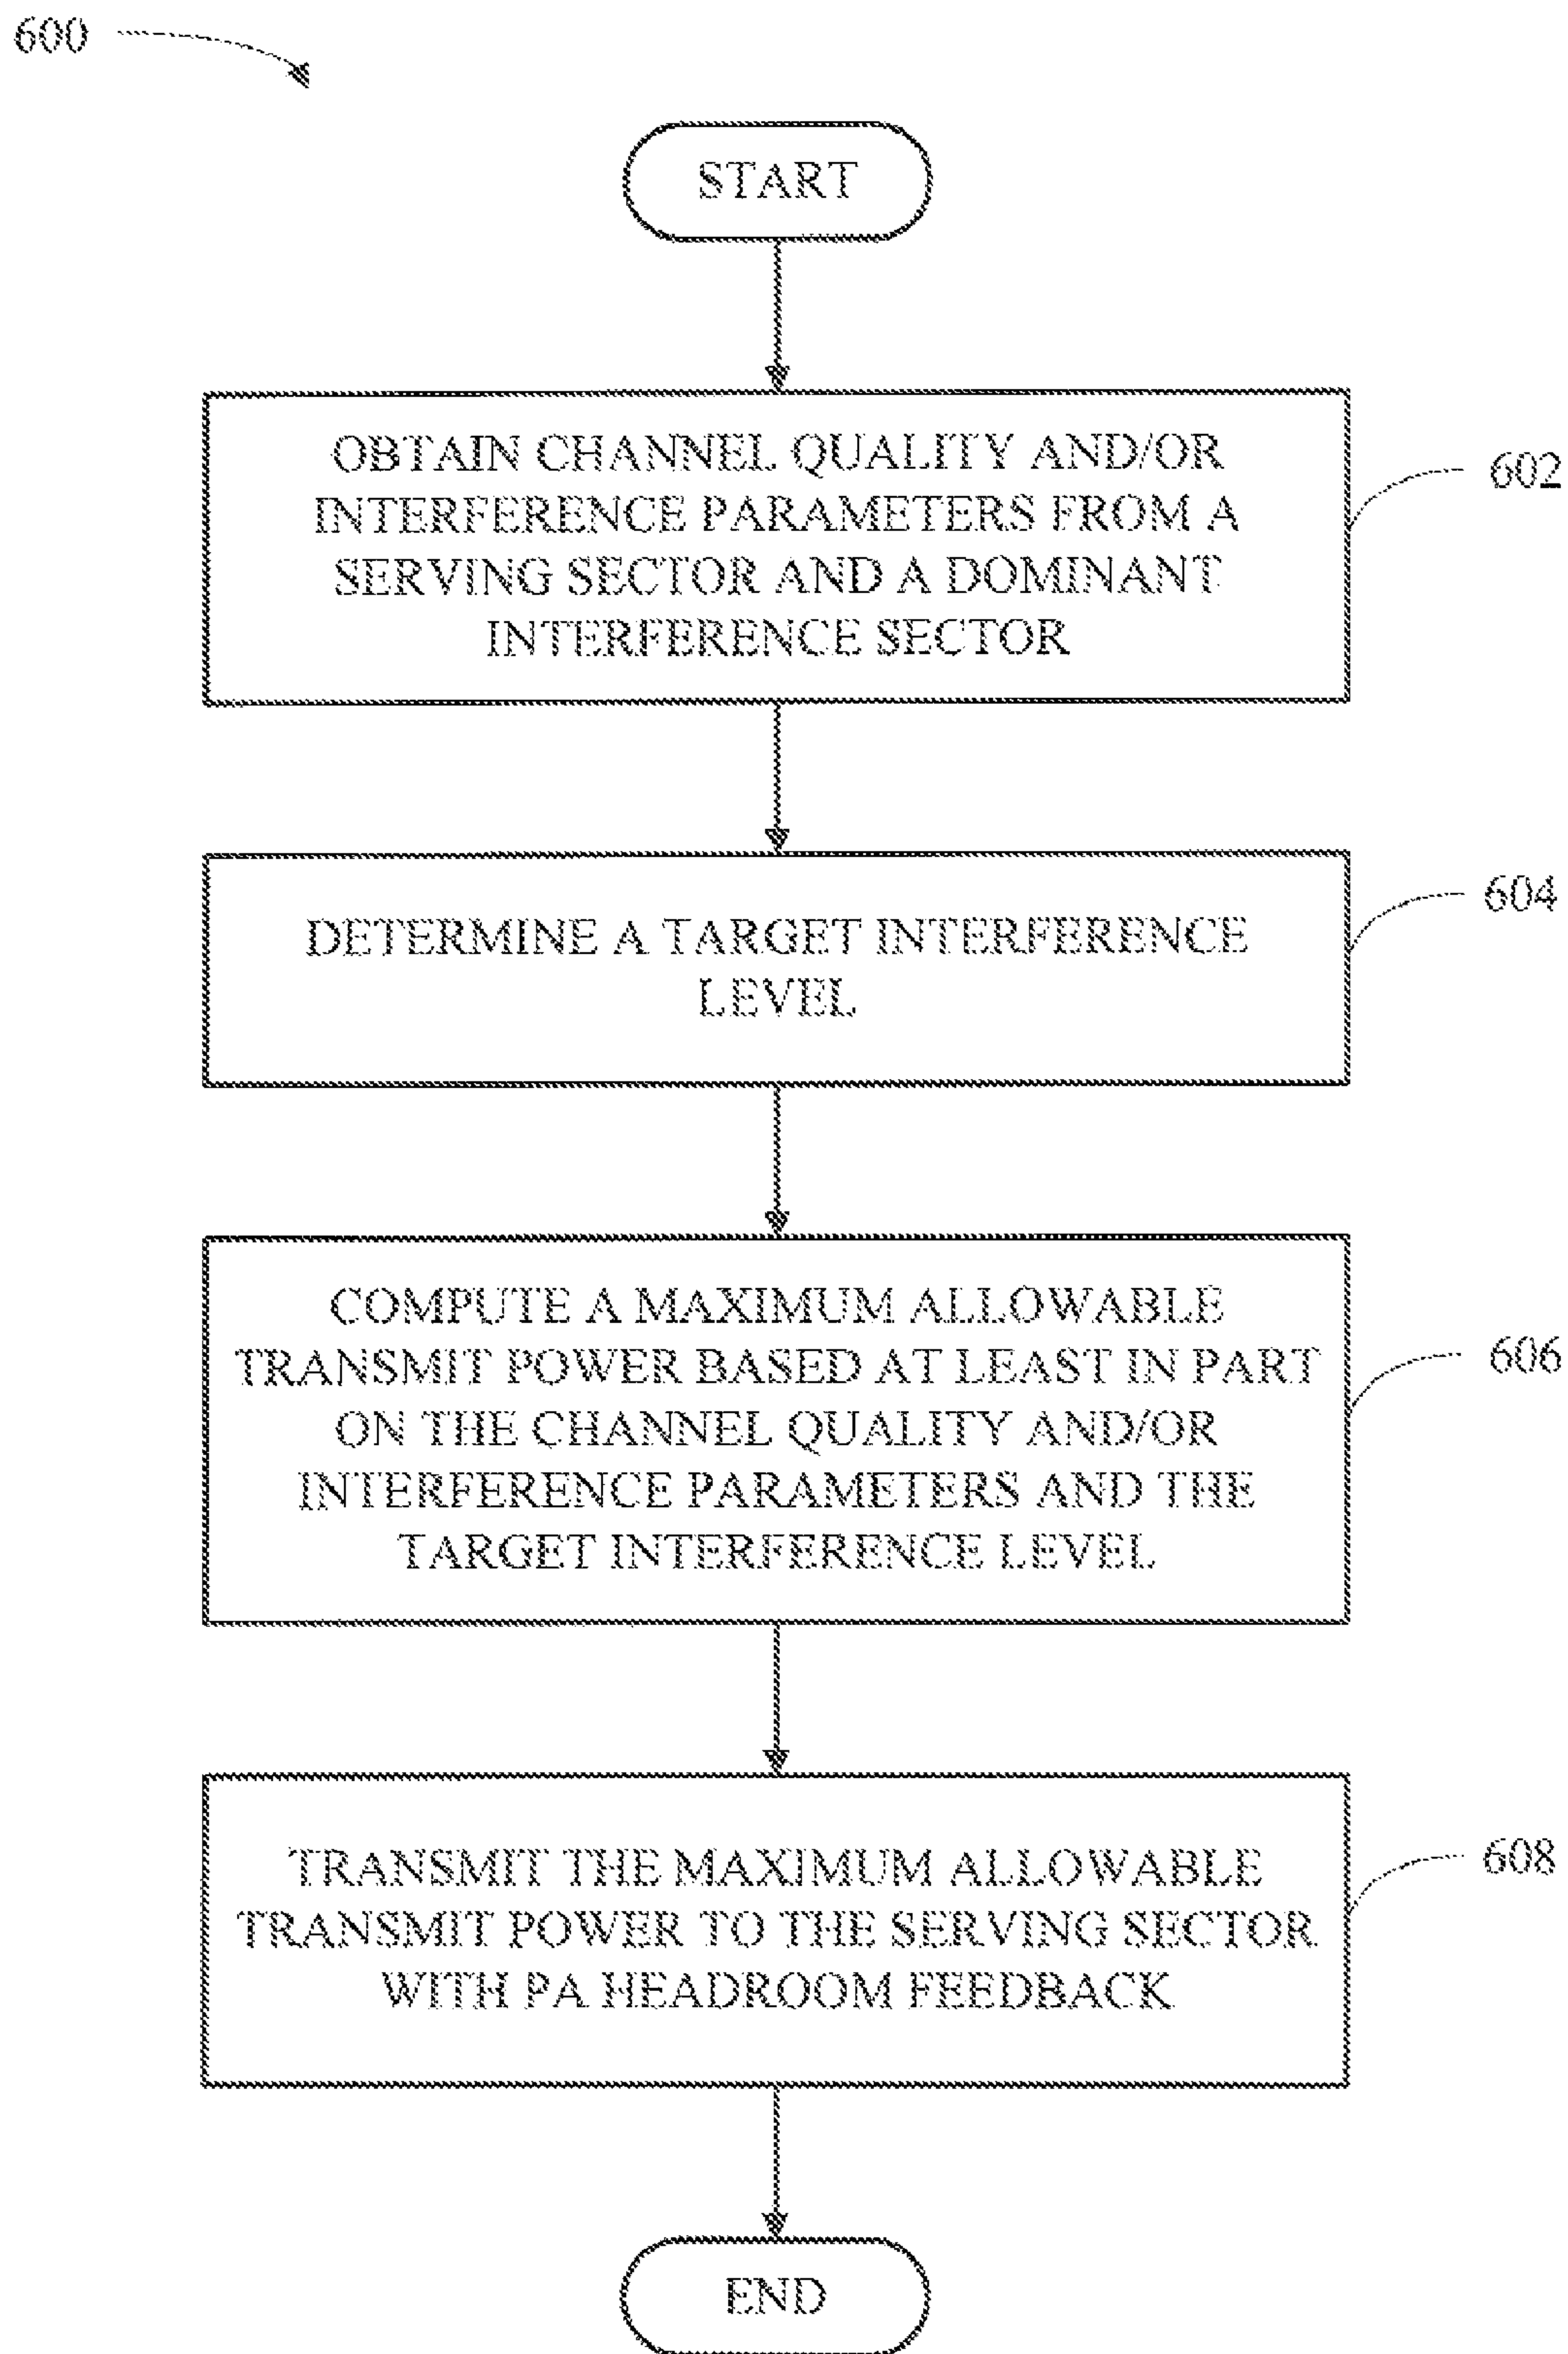 600
START
OBTAIN CHANNEL QUALITY AND/OR
INTERFERENCE PARAMETERS FROM A
SERVING SECTOR AND A DOMINANT
INTERFERENCE SECTOR
602
DETERMINE A TARGET INTERFERENCE
LEVEL
604
COMPUTE A MAXIMUM ALLOWABLE
TRANSMIT POWER BASED AT LEAST IN PART
ON THE CHANNEL QUALITY AND/OR
INTERFERENCE PARAMETERS AND THE
TARGET INTERFERENCE LEVEL
606
TRANSMIT THE MAXIMUM ALLOWABLE
TRANSMIT POWER TO THE SERVING SECTOR
WITH PA HEADROOM FEEDBACK
608
END